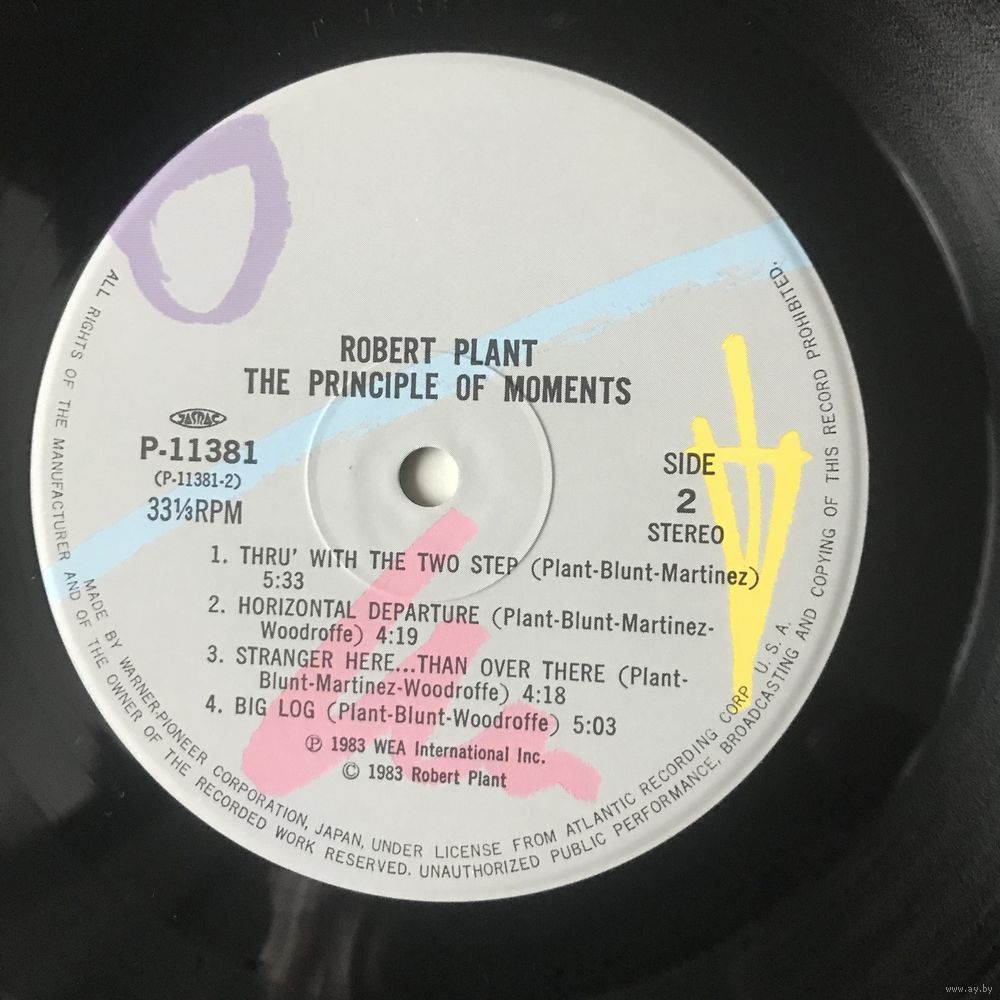 ROBERT PLANT
THE PRINCIPLE OF MOMENTS
JASRAC
P-11381
(P-11381-2)
33⅓RPM
SIDE
2
STEREO
1. THRU' WITH THE TWO STEP (Plant-Blunt-Martinez)
5:33
2. HORIZONTAL DEPARTURE (Plant-Blunt-Martinez-
Woodroffe) 4:19
3. STRANGER HERE...THAN OVER THERE (Plant-
Blunt-Martinez-Woodroffe) 4:18
4. BIG LOG (Plant-Blunt-Woodroffe) 5:03
Ⓟ 1983 WEA International Inc.
© 1983 Robert Plant
MADE BY WARNER-PIONEER CORPORATION, JAPAN, UNDER LICENSE FROM ATLANTIC RECORDING CORP U. S. A.
ALL RIGHTS OF THE MANUFACTURER AND OF THE OWNER OF THE RECORDED WORK RESERVED. UNAUTHORIZED PUBLIC PERFORMANCE, BROADCASTING AND COPYING OF THIS RECORD PROHIBITED.
www.ay.by